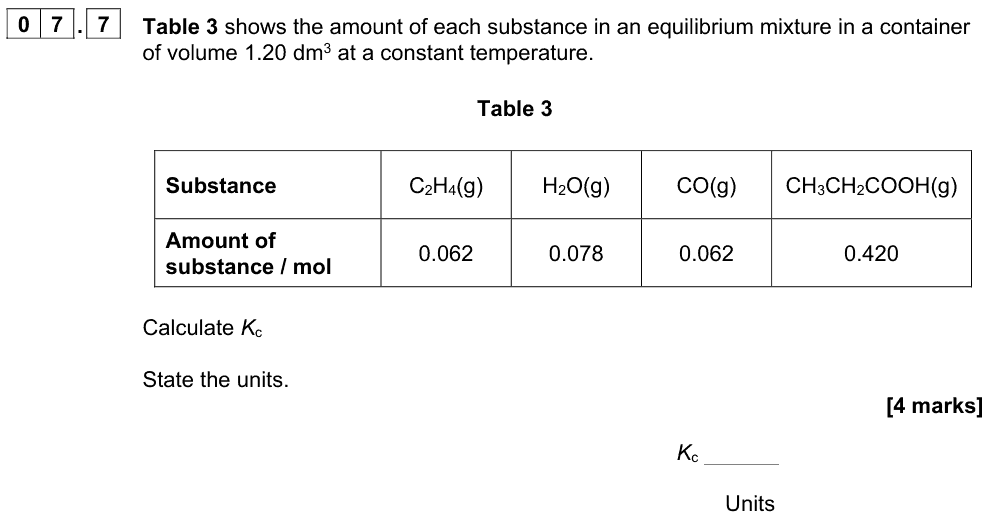 0 7 . 7 Table 3 shows the amount of each substance in an equilibrium mixture in a container
of volume 1.20 dm³ at a constant temperature.
Table 3
Substance C₂H₄(g) H₂O(g) CO(g) CH₃CH₂COOH(g)
Amount of
substance / mol 0.062 0.078 0.062 0.420
Calculate Kc
State the units.
[4 marks]
Kc ______
Units